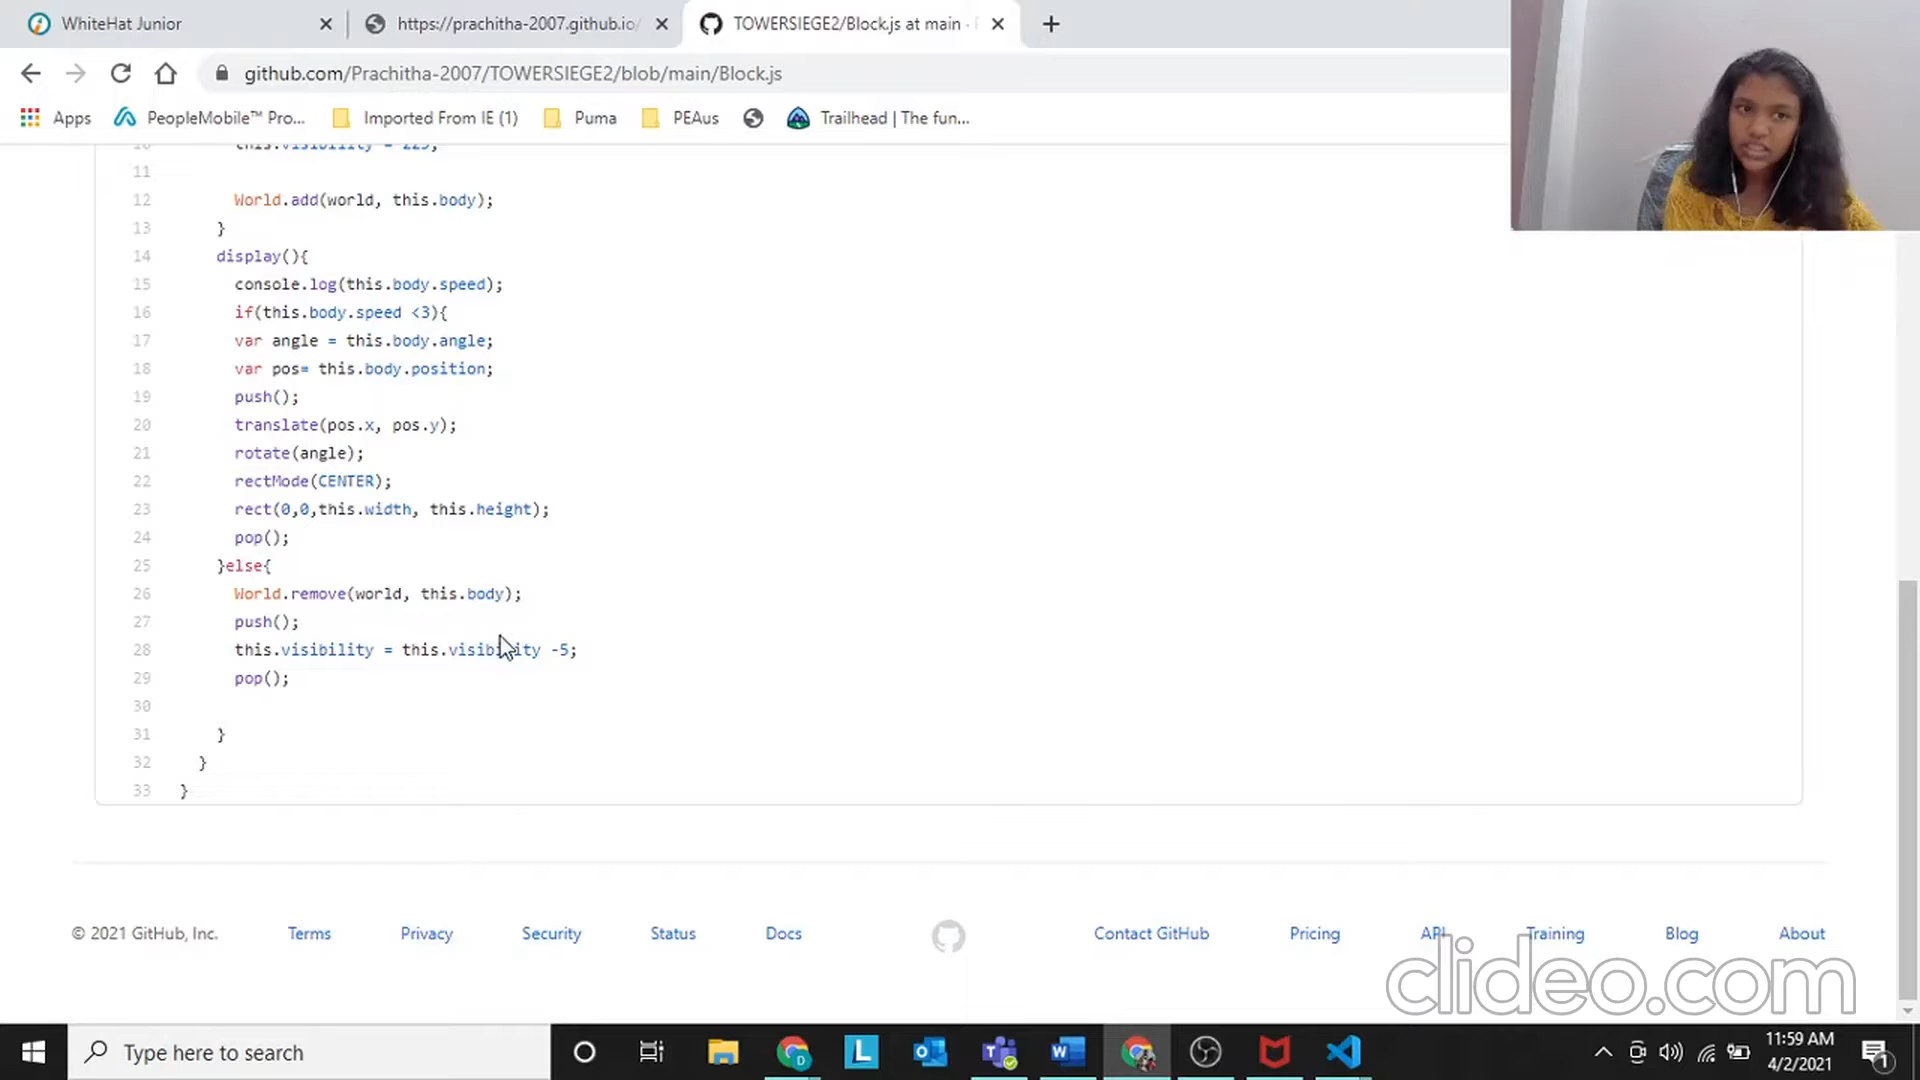 WhiteHat Junior
https://prachitha-2007.github.io/
TOWERSIEGE2/Block.js at main
github.com/Prachitha-2007/TOWERSIEGE2/blob/main/Block.js
Apps PeopleMobile™ Pro... Imported From IE (1) Puma PEAus Trailhead | The fun...
10 this.visibility = 225;
11
12 World.add(world, this.body);
13 }
14 display(){
15 console.log(this.body.speed);
16 if(this.body.speed <3){
17 var angle = this.body.angle;
18 var pos= this.body.position;
19 push();
20 translate(pos.x, pos.y);
21 rotate(angle);
22 rectMode(CENTER);
23 rect(0,0,this.width, this.height);
24 pop();
25 }else{
26 World.remove(world, this.body);
27 push();
28 this.visibility = this.visibility -5;
29 pop();
30
31 }
32 }
33 }
© 2021 GitHub, Inc. Terms Privacy Security Status Docs Contact GitHub Pricing API Training Blog About
clideo.com
Type here to search
11:59 AM
4/2/2021
1